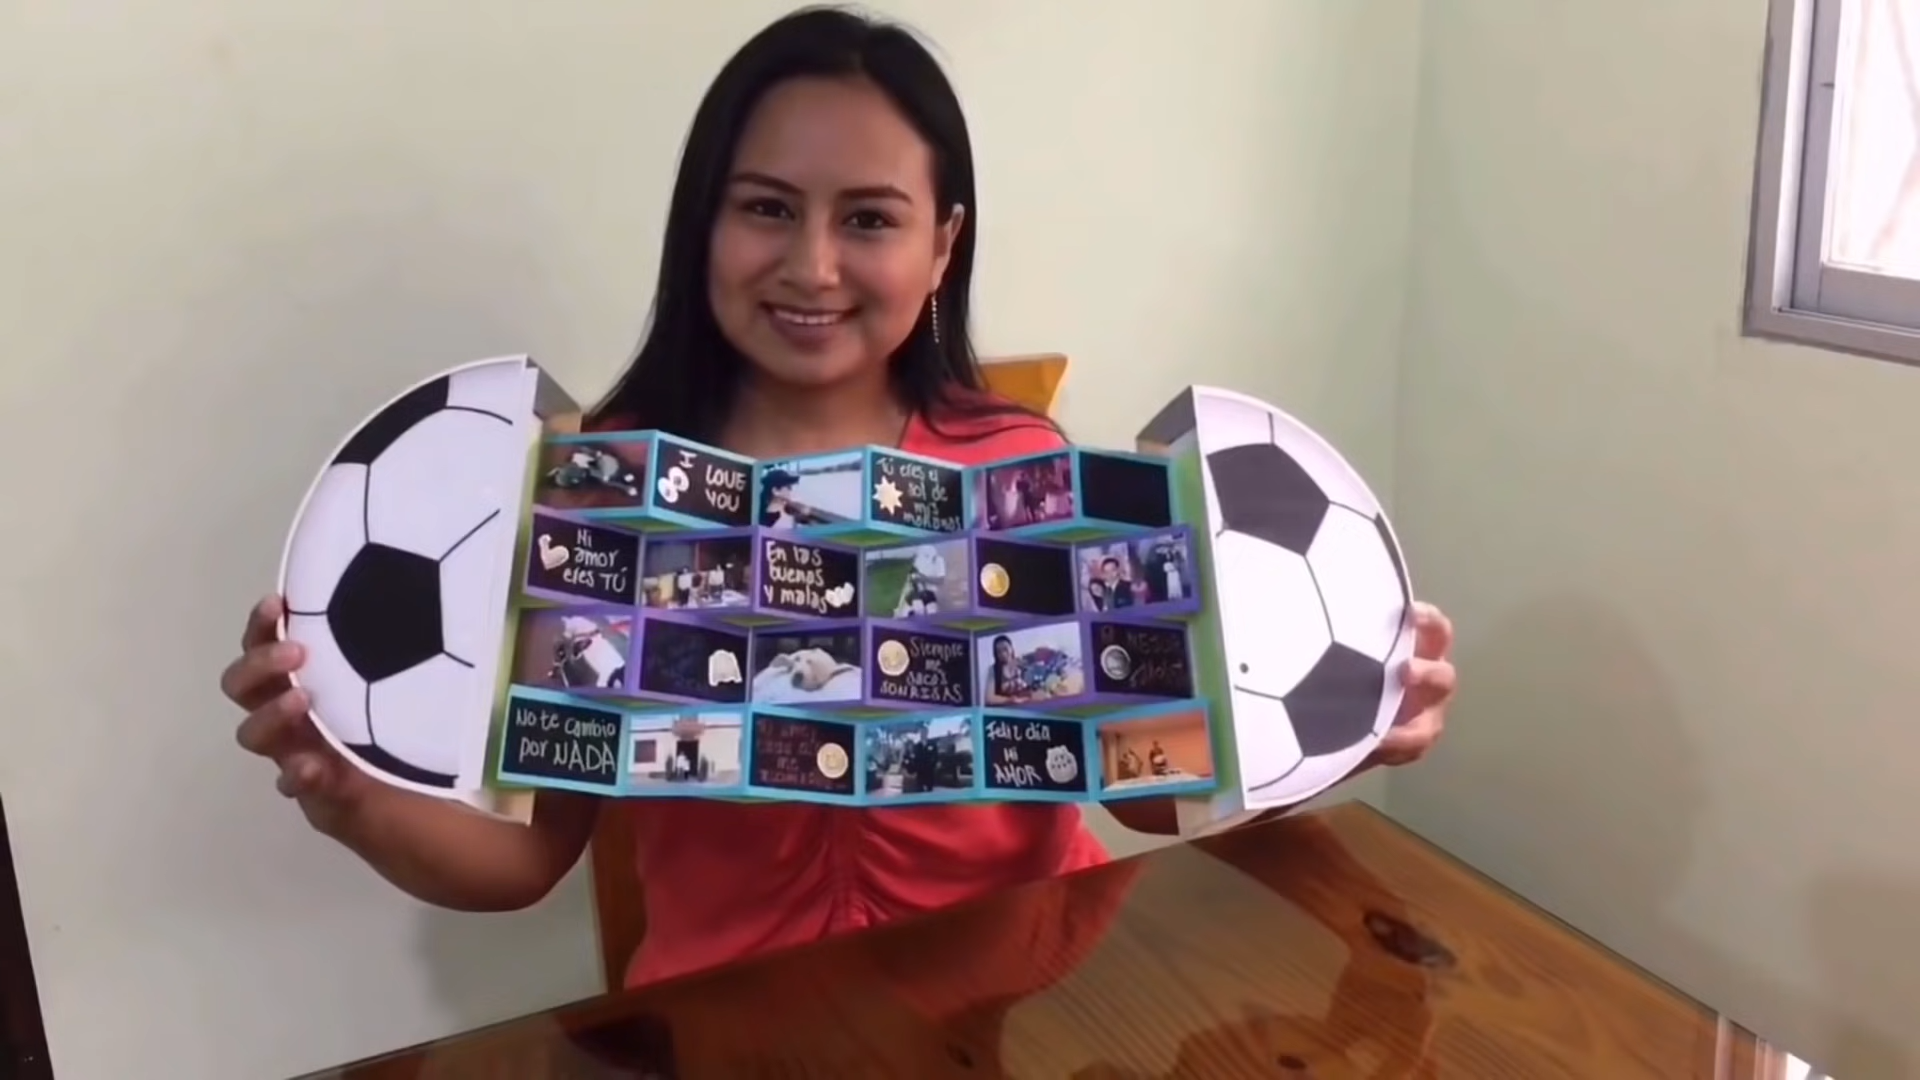 I
LOVE
YOU
Tú eres el
sol de
mis
mañanas
Mi
amor
eres TÚ
En las
buenas
y malas
Siempre
me
sacas
SONRISAS
No te cambio
por NADA
Feliz día
Mi
AMOR